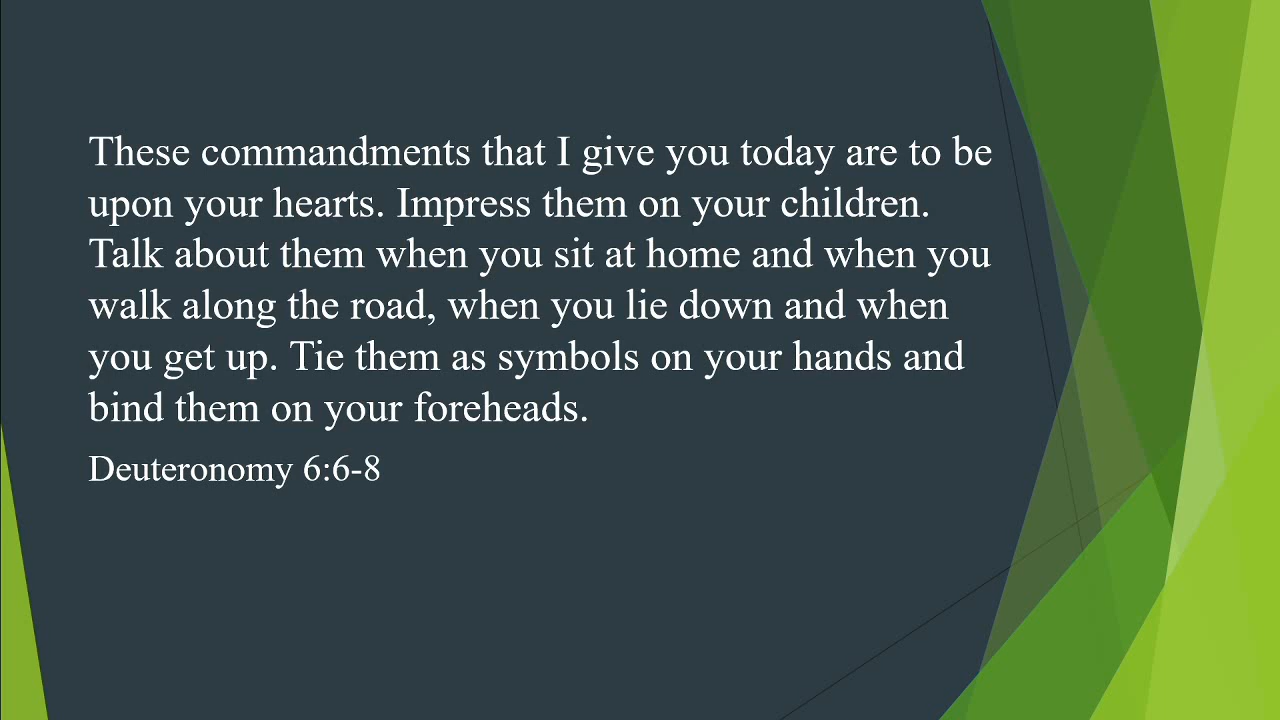 These commandments that I give you today are to be
upon your hearts. Impress them on your children.
Talk about them when you sit at home and when you
walk along the road, when you lie down and when
you get up. Tie them as symbols on your hands and
bind them on your foreheads.
Deuteronomy 6:6-8